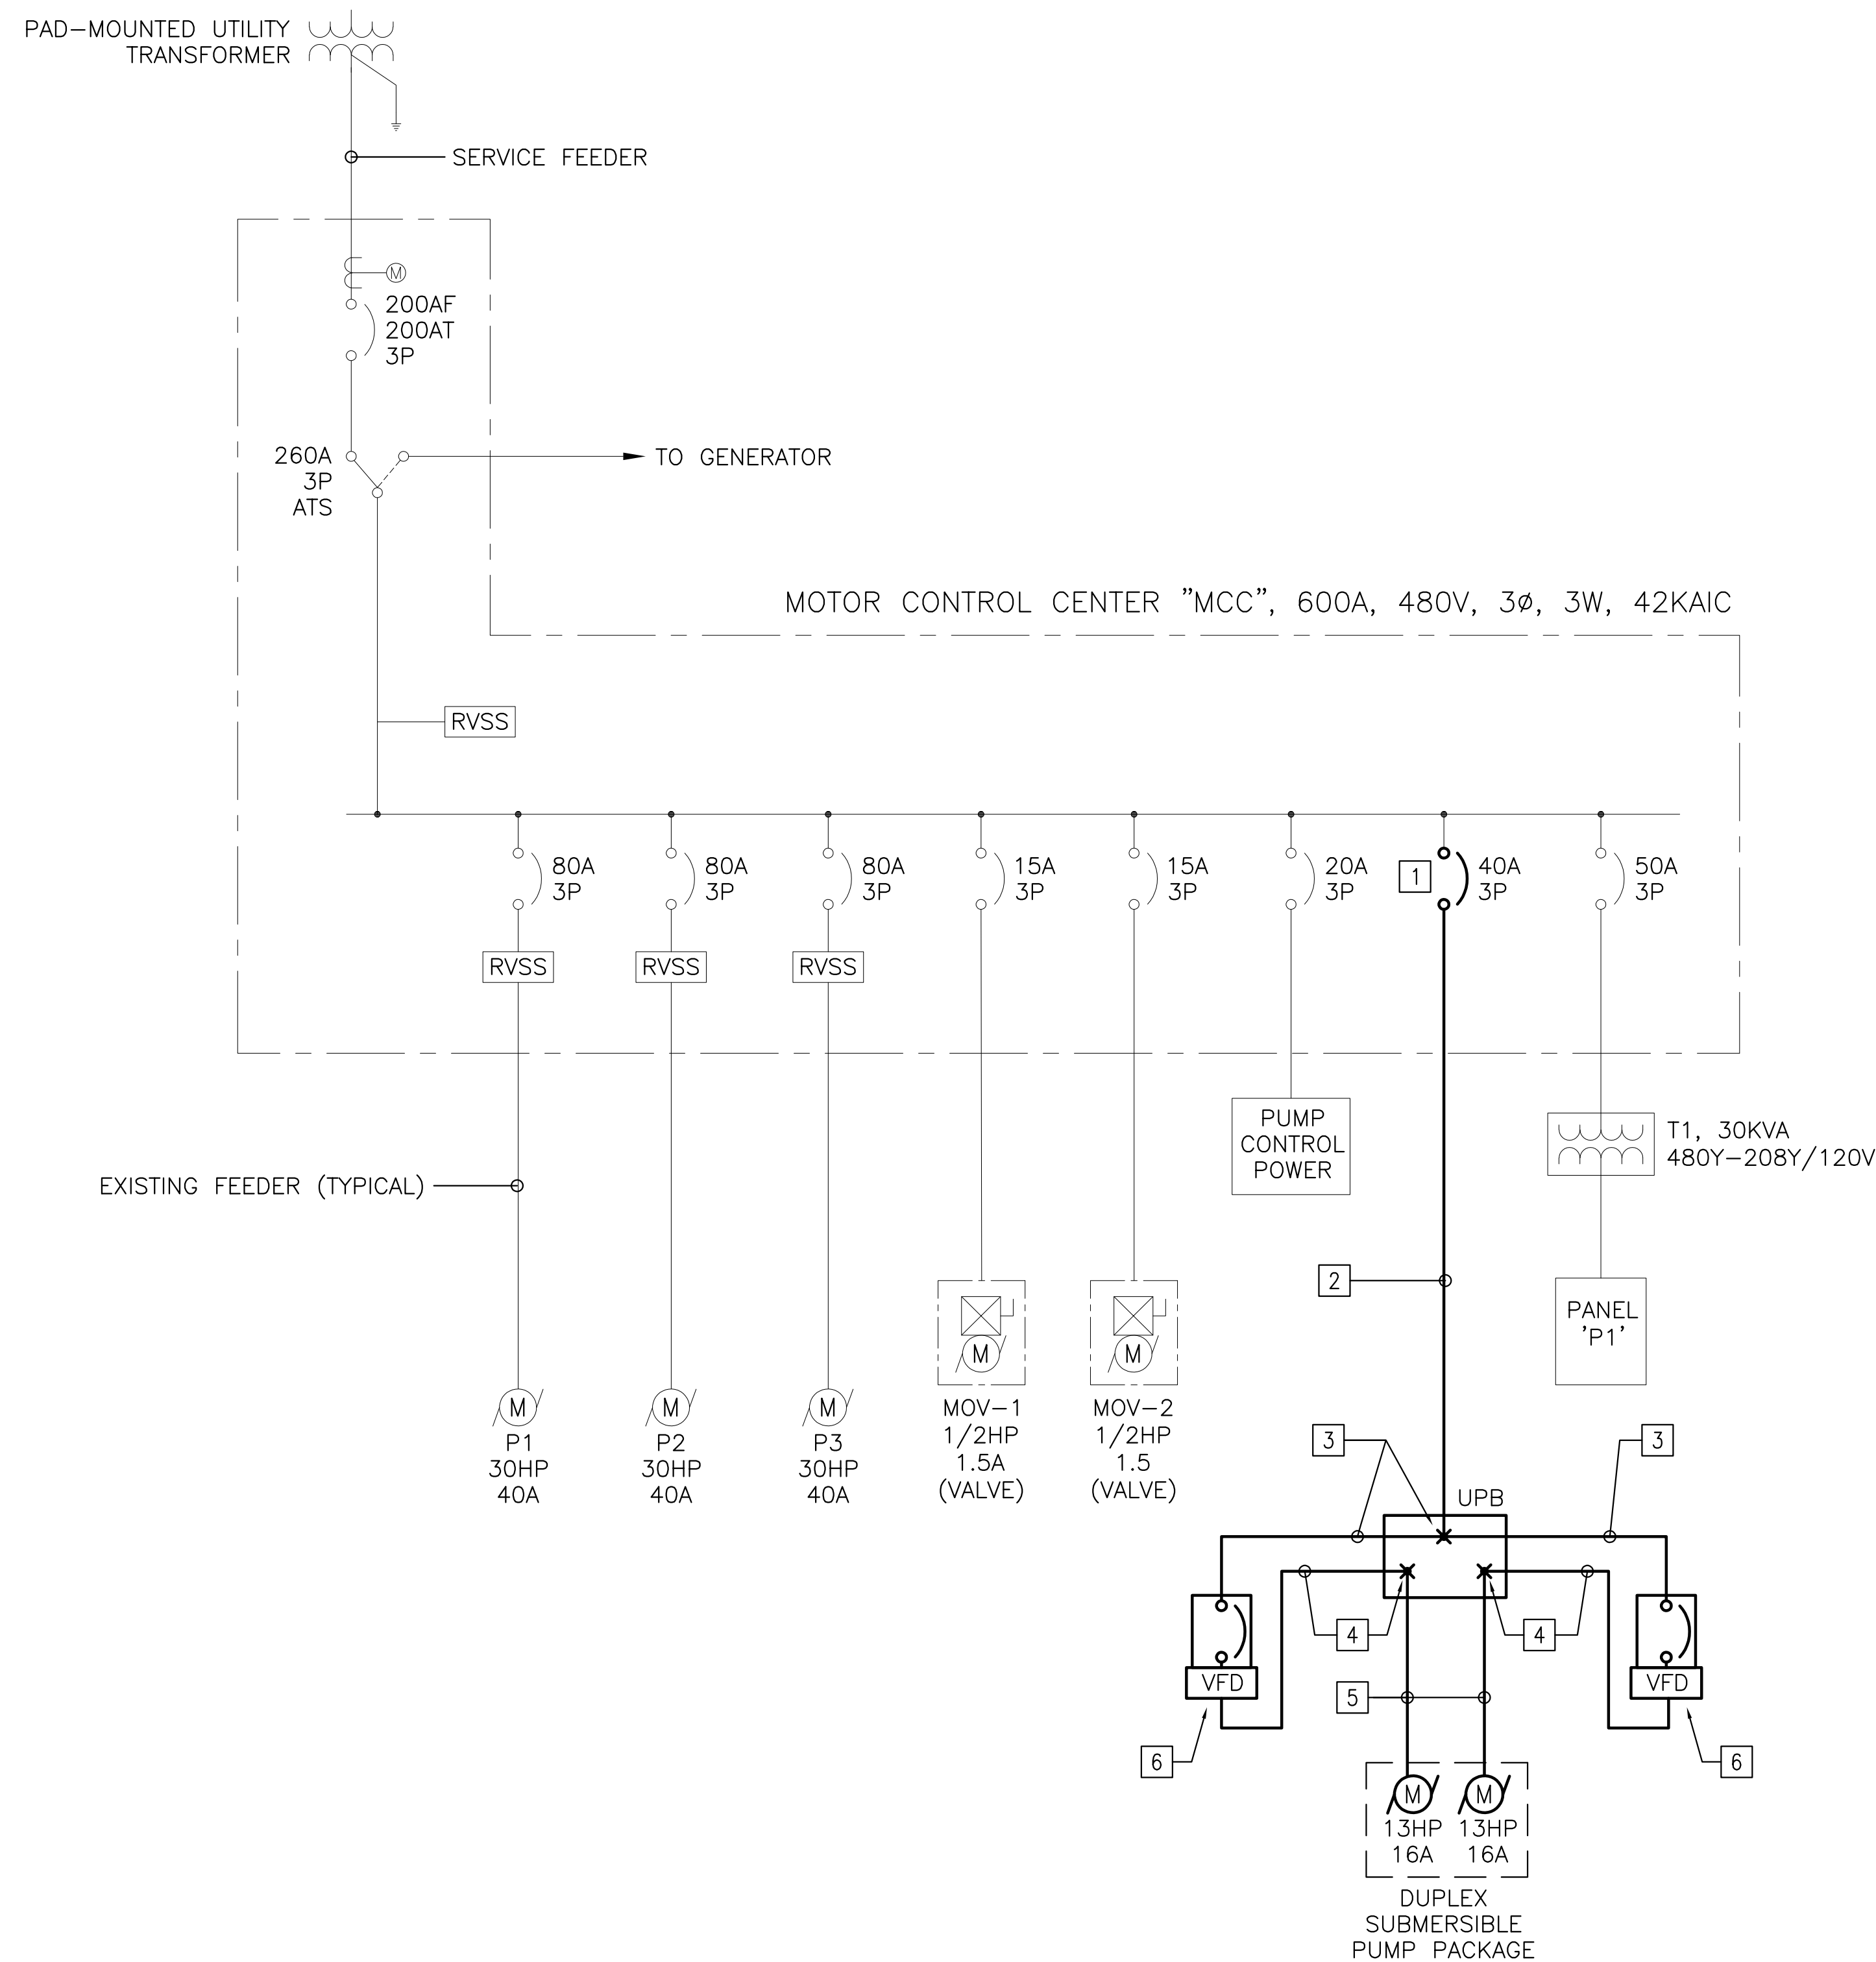 PAD-MOUNTED UTILITY
TRANSFORMER
SERVICE FEEDER
M
200AF
200AT
3P
260A
3P
ATS
TO GENERATOR
MOTOR CONTROL CENTER "MCC", 600A, 480V, 3ø, 3W, 42KAIC
RVSS
80A
3P
80A
3P
80A
3P
15A
3P
15A
3P
20A
3P
1
40A
3P
50A
3P
RVSS
RVSS
RVSS
PUMP
CONTROL
POWER
T1, 30KVA
480Y-208Y/120V
EXISTING FEEDER (TYPICAL)
2
PANEL
'P1'
M
P1
30HP
40A
M
P2
30HP
40A
M
P3
30HP
40A
M
MOV-1
1/2HP
1.5A
(VALVE)
M
MOV-2
1/2HP
1.5
(VALVE)
3
3
UPB
4
4
VFD
VFD
5
6
6
M
13HP
16A
M
13HP
16A
DUPLEX
SUBMERSIBLE
PUMP PACKAGE